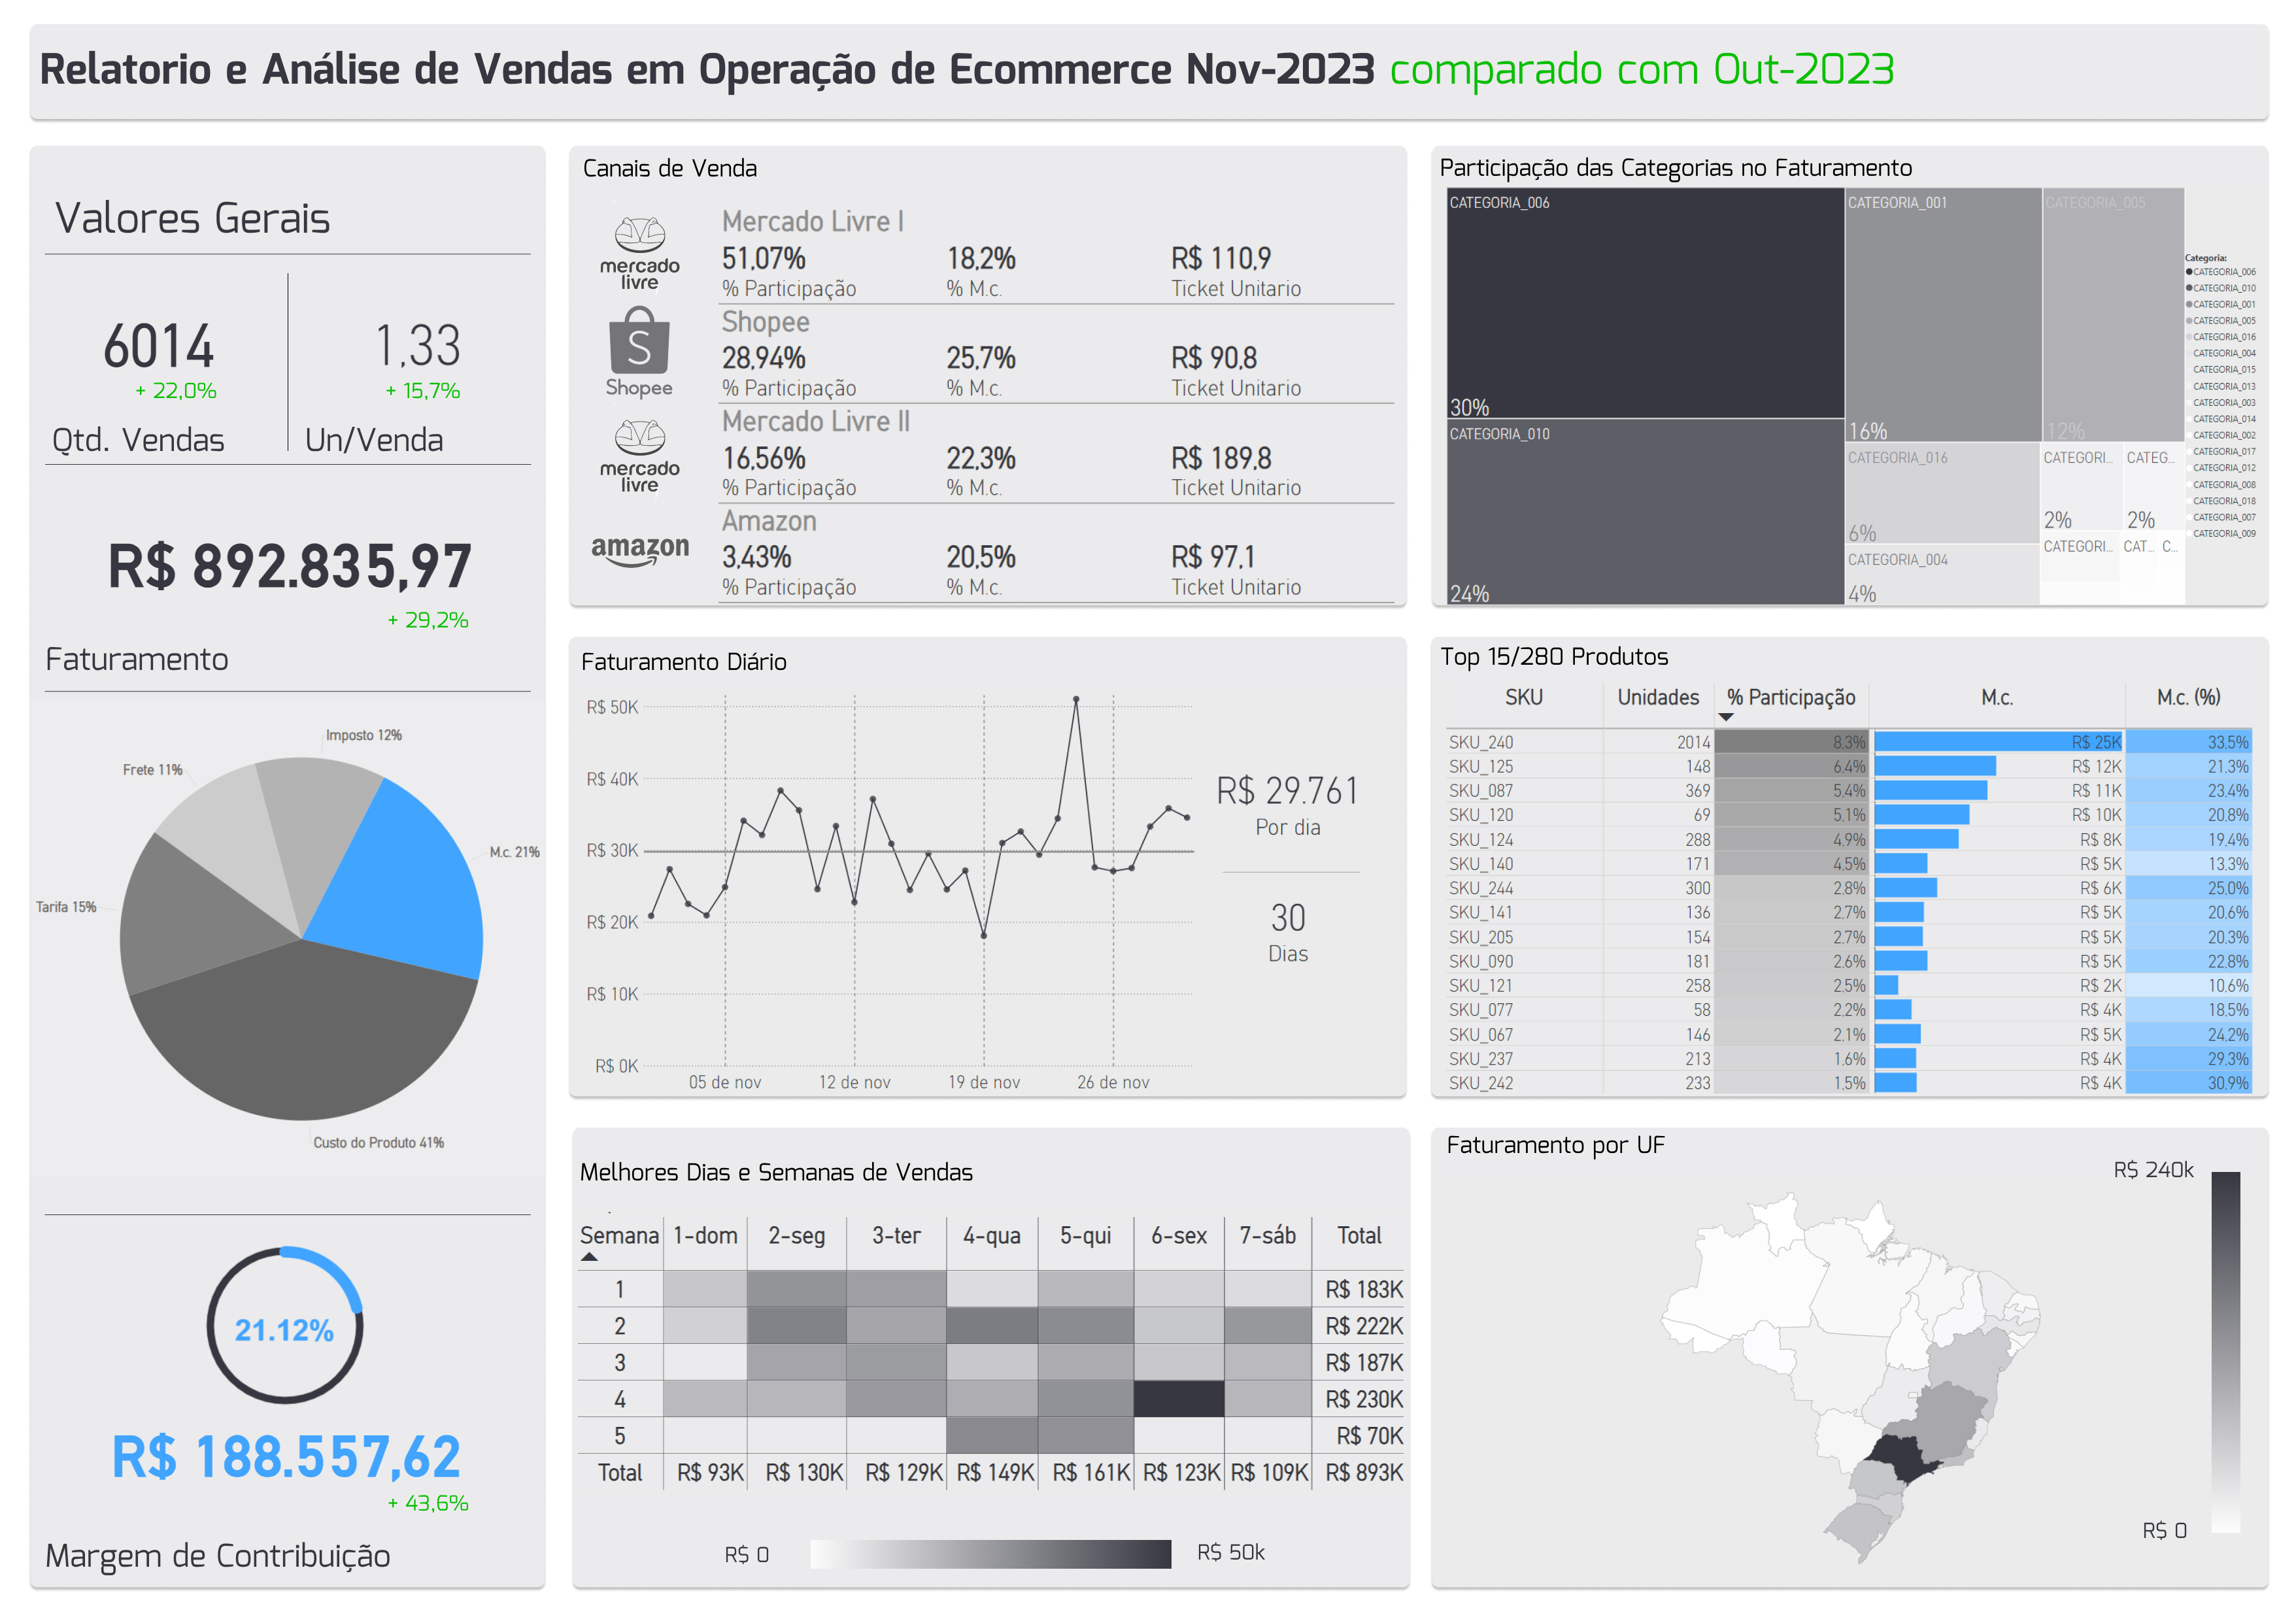 Relatorio e Análise de Vendas em Operação de Ecommerce Nov-2023 comparado com Out-2023
Valores Gerais
6014
+ 22,0%
Qtd. Vendas
1,33
+ 15,7%
Un/Venda
R$ 892.835,97
+ 29,2%
Faturamento
Imposto 12%
Frete 11%
M.c. 21%
Tarifa 15%
Custo do Produto 41%
21.12%
R$ 188.557,62
+ 43,6%
Margem de Contribuição
Canais de Venda
mercado
livre
Mercado Livre I
51,07% 18,2% R$ 110,9
% Participação % M.c. Ticket Unitario
S
Shopee
Shopee
28,94% 25,7% R$ 90,8
% Participação % M.c. Ticket Unitario
mercado
livre
Mercado Livre II
16,56% 22,3% R$ 189,8
% Participação % M.c. Ticket Unitario
amazon
Amazon
3,43% 20,5% R$ 97,1
% Participação % M.c. Ticket Unitario
Participação das Categorias no Faturamento
CATEGORIA_006
30%
CATEGORIA_010
24%
CATEGORIA_001
16%
CATEGORIA_005
12%
CATEGORIA_016
6%
CATEGORIA_004
4%
CATEGORI...
2%
CATEG...
2%
CATEGORI...
CAT...
C...
Categoria:
CATEGORIA_006
CATEGORIA_010
CATEGORIA_001
CATEGORIA_005
CATEGORIA_016
CATEGORIA_004
CATEGORIA_015
CATEGORIA_013
CATEGORIA_003
CATEGORIA_014
CATEGORIA_002
CATEGORIA_017
CATEGORIA_012
CATEGORIA_008
CATEGORIA_018
CATEGORIA_007
CATEGORIA_009
Faturamento Diário
R$ 50K
R$ 40K
R$ 30K
R$ 20K
R$ 10K
R$ 0K
05 de nov 12 de nov 19 de nov 26 de nov
R$ 29.761
Por dia
30
Dias
Top 15/280 Produtos
SKU Unidades % Participação M.c. M.c. (%)
SKU_240 2014 8,3% R$ 25K 33,5%
SKU_125 148 6,4% R$ 12K 21,3%
SKU_087 369 5,4% R$ 11K 23,4%
SKU_120 69 5,1% R$ 10K 20,8%
SKU_124 288 4,9% R$ 8K 19,4%
SKU_140 171 4,5% R$ 5K 13,3%
SKU_244 300 2,8% R$ 6K 25,0%
SKU_141 136 2,7% R$ 5K 20,6%
SKU_205 154 2,7% R$ 5K 20,3%
SKU_090 181 2,6% R$ 5K 22,8%
SKU_121 258 2,5% R$ 2K 10,6%
SKU_077 58 2,2% R$ 4K 18,5%
SKU_067 146 2,1% R$ 5K 24,2%
SKU_237 213 1,6% R$ 4K 29,3%
SKU_242 233 1,5% R$ 4K 30,9%
Melhores Dias e Semanas de Vendas
Semana 1-dom 2-seg 3-ter 4-qua 5-qui 6-sex 7-sáb Total
1 R$ 183K
2 R$ 222K
3 R$ 187K
4 R$ 230K
5 R$ 70K
Total R$ 93K R$ 130K R$ 129K R$ 149K R$ 161K R$ 123K R$ 109K R$ 893K
R$ 0 R$ 50k
Faturamento por UF
R$ 240k
R$ 0